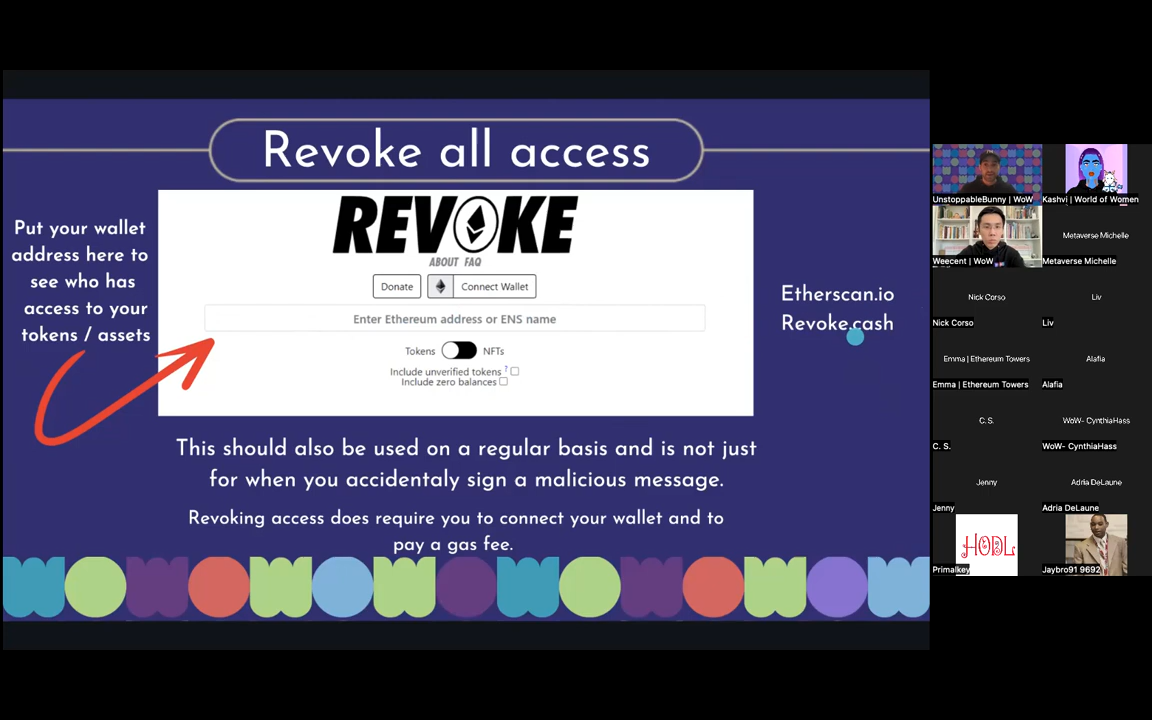 Revoke all access
Put your wallet
address here to
see who has
access to your
tokens / assets
REVOKE
ABOUT FAQ
Donate
Connect Wallet
Enter Ethereum address or ENS name
Tokens
NFTs
Include unverified tokens ?
Include zero balances
Etherscan.io
Revoke.cash
This should also be used on a regular basis and is not just
for when you accidentaly sign a malicious message.
Revoking access does require you to connect your wallet and to
pay a gas fee.
UnstoppableBunny | WoW
Kashvi | World of Women
Weecent | WoW
Metaverse Michelle
Metaverse Michelle
Nick Corso
Nick Corso
Liv
Liv
Emma | Ethereum Towers
Emma | Ethereum Towers
Alafia
Alafia
C. S.
C. S.
WoW- CynthiaHass
WoW- CynthiaHass
Jenny
Jenny
Adria DeLaune
Adria DeLaune
HODL
Primalkey
Jaybro91 9692